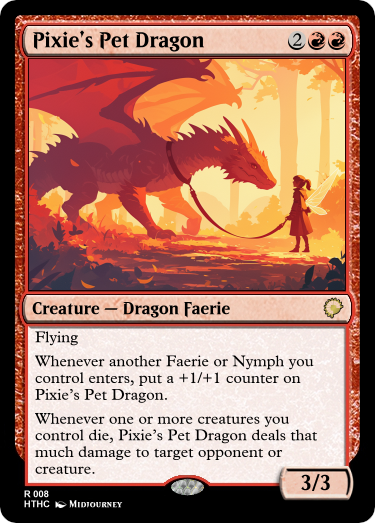 Pixie's Pet Dragon 2
Creature — Dragon Faerie
Flying
Whenever another Faerie or Nymph you
control enters, put a +1/+1 counter on
Pixie's Pet Dragon.
Whenever one or more creatures you
control die, Pixie's Pet Dragon deals that
much damage to target opponent or
creature.
3/3
R 008
HTHC MIDJOURNEY